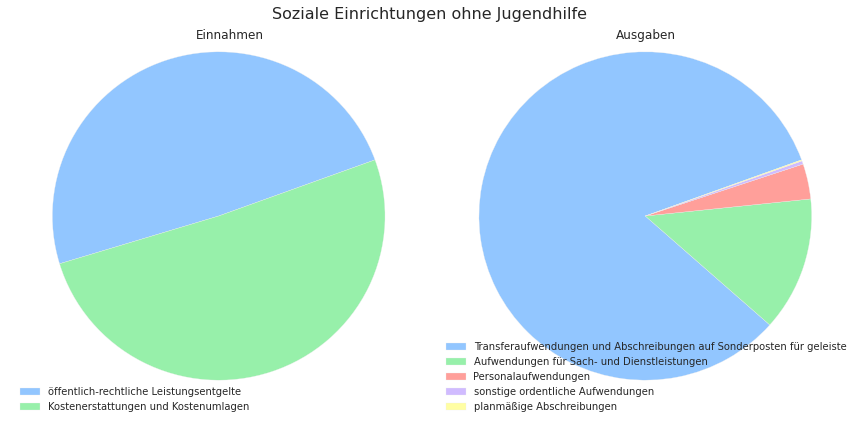 Soziale Einrichtungen ohne Jugendhilfe
Einnahmen
öffentlich-rechtliche Leistungsentgelte
Kostenerstattungen und Kostenumlagen
Ausgaben
Transferaufwendungen und Abschreibungen auf Sonderposten für geleiste
Aufwendungen für Sach- und Dienstleistungen
Personalaufwendungen
sonstige ordentliche Aufwendungen
planmäßige Abschreibungen